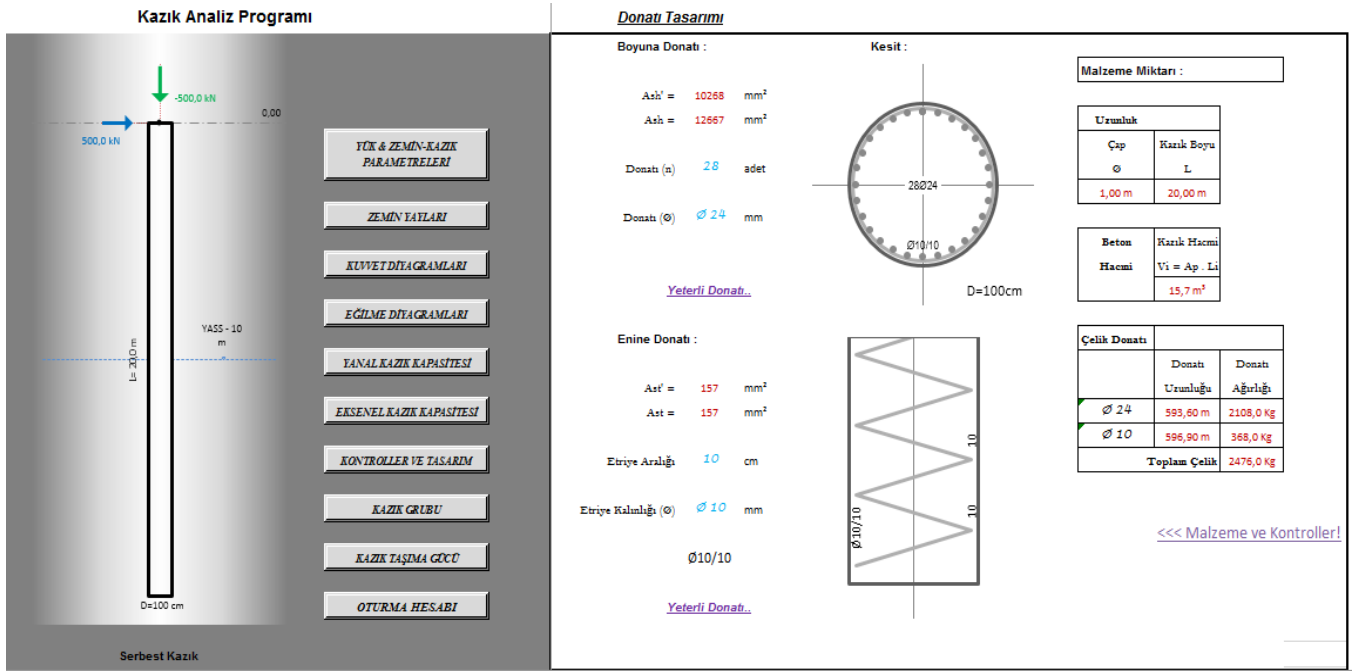 Kazık Analiz Programı
-500,0 kN
0,00
500,0 kN
YASS - 10
m
L= 20,0 m
D=100 cm
Serbest Kazık
YÜK & ZEMİN-KAZIK
PARAMETRELERİ
ZEMİN YAYLARI
KUVVET DİYAGRAMLARI
EĞİLME DİYAGRAMLARI
YANAL KAZIK KAPASİTESİ
EKSENEL KAZIK KAPASİTESİ
KONTROLLER VE TASARIM
KAZIK GRUBU
KAZIK TAŞIMA GÜCÜ
OTURMA HESABI
Donatı Tasarımı
Boyuna Donatı :
Ash' = 10268 mm²
Ash = 12667 mm²
Donatı (n) 28 adet
Donatı (Ø) Ø 24 mm
Yeterli Donatı..
Enine Donatı :
Ast' = 157 mm²
Ast = 157 mm²
Etriye Aralığı 10 cm
Etriye Kalınlığı (Ø) Ø 10 mm
Ø10/10
Yeterli Donatı..
Kesit :
28Ø24
Ø10/10
D=100cm
10
10
Ø10/10
Malzeme Miktarı :
Uzunluk
Çap Kazık Boyu
Ø L
1,00 m 20,00 m
Beton Kazık Hacmi
Hacmi Vi = Ap . Li
15,7 m³
Çelik Donatı
Donatı Donatı
Uzunluğu Ağırlığı
Ø 24 593,60 m 2108,0 Kg
Ø 10 596,90 m 368,0 Kg
Toplam Çelik 2476,0 Kg
<<< Malzeme ve Kontroller!